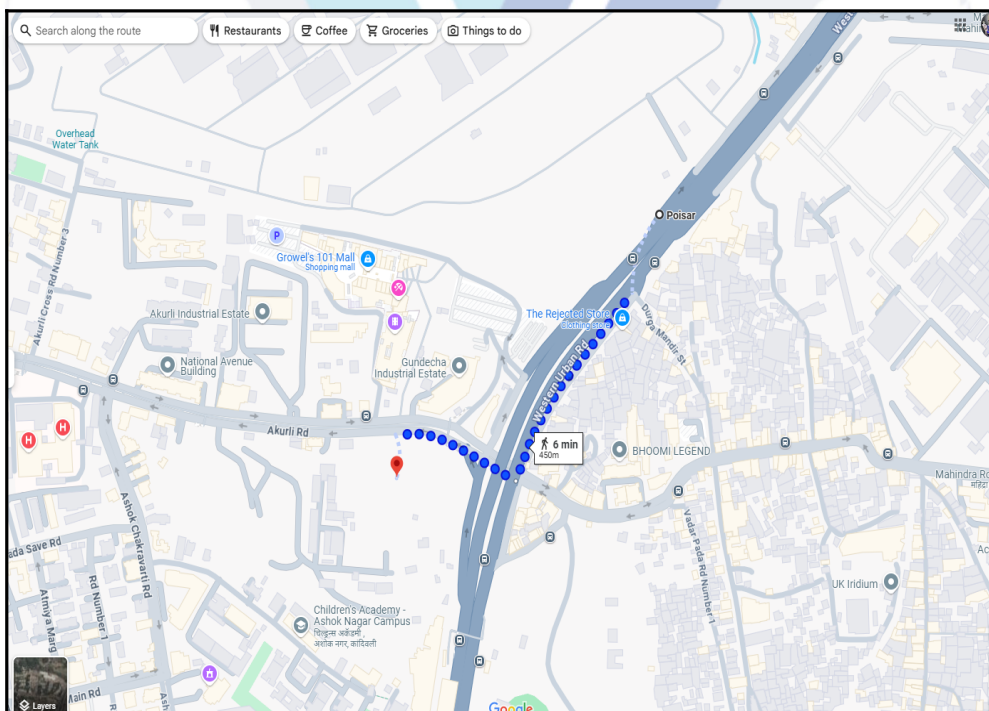 Search along the route
Restaurants
Coffee
Groceries
Things to do
Overhead
Water Tank
Poisar
Growel's 101 Mall
Shopping mall
P
Akurli Cross Rd Number 3
Akurli Industrial Estate
The Rejected Store
Clothing store
Durga Mandir St
National Avenue
Building
Gundecha
Industrial Estate
Western Urban Rd
Akurli Rd
H
H
6 min
450m
BHOOMI LEGEND
Mahindra Ro
Ashok Chakravarti Rd
Vadar Pada Rd Number 1
ada Save Rd
Rd Number 1
Atmiya Marg
UK Iridium
Children's Academy -
Ashok Nagar Campus
चिल्ड्रन्स अकॅडमी,
अशोक नगर, कांदिवली
Main Rd
Layers
Google